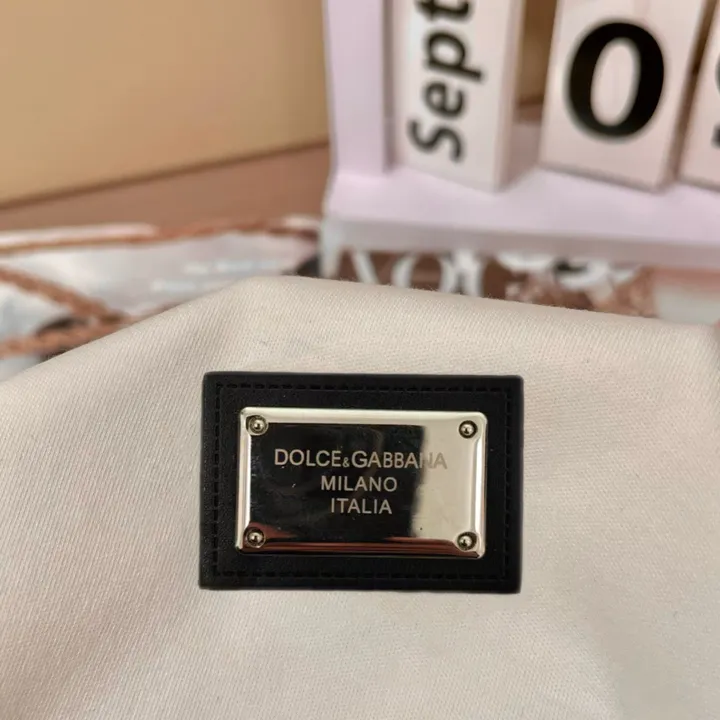 Sept
0
DOLCE&GABBANA
MILANO
ITALIA